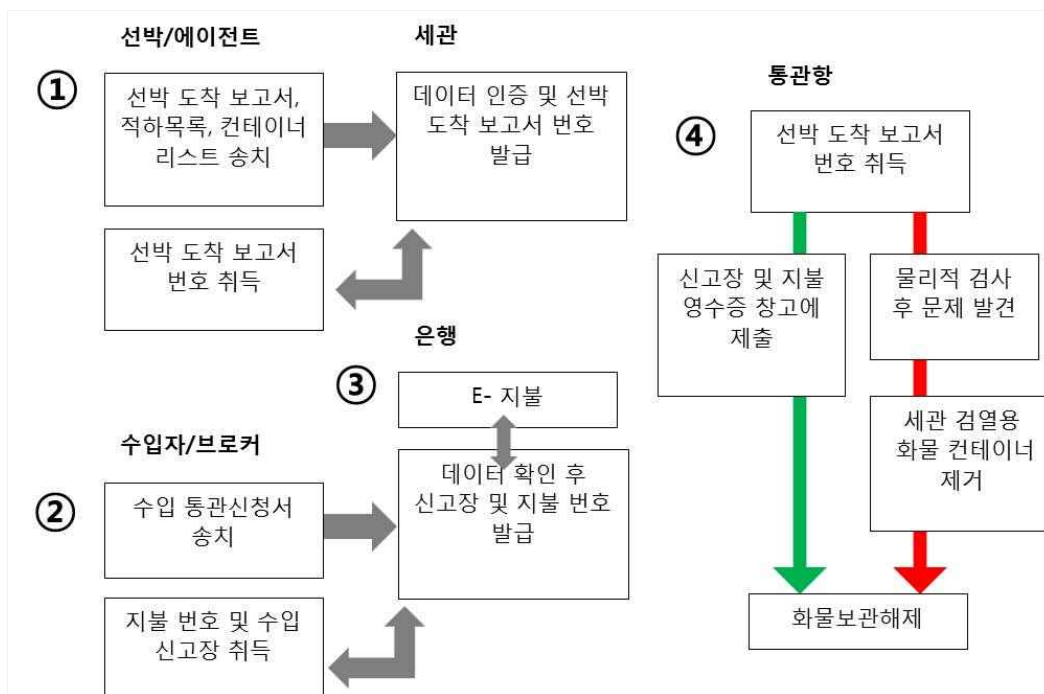 선박/에이전트
①
선박 도착 보고서,
적하목록, 컨테이너
리스트 송치
선박 도착 보고서
번호 취득
세관
데이터 인증 및 선박
도착 보고서 번호
발급
은행
③
E- 지불
수입자/브로커
②
수입 통관신청서
송치
데이터 확인 후
신고장 및 지불 번호
발급
지불 번호 및 수입
신고장 취득
통관항
④
선박 도착 보고서
번호 취득
신고장 및 지불
영수증 창고에
제출
물리적 검사
후 문제 발견
세관 검열용
화물 컨테이너
제거
화물보관해제